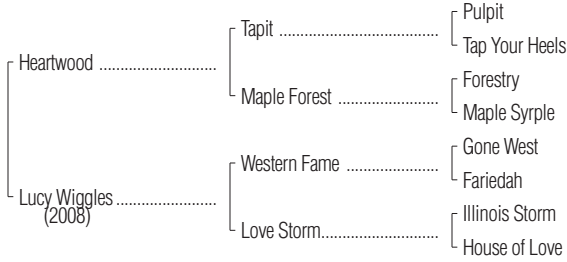 Pulpit
Tapit ..............................................
Tap Your Heels
Heartwood .................................
Forestry
Maple Forest .............................
Maple Syrple
Gone West
Western Fame ..........................
Fariedah
Lucy Wiggles ............................
(2008)
Illinois Storm
Love Storm.................................
House of Love